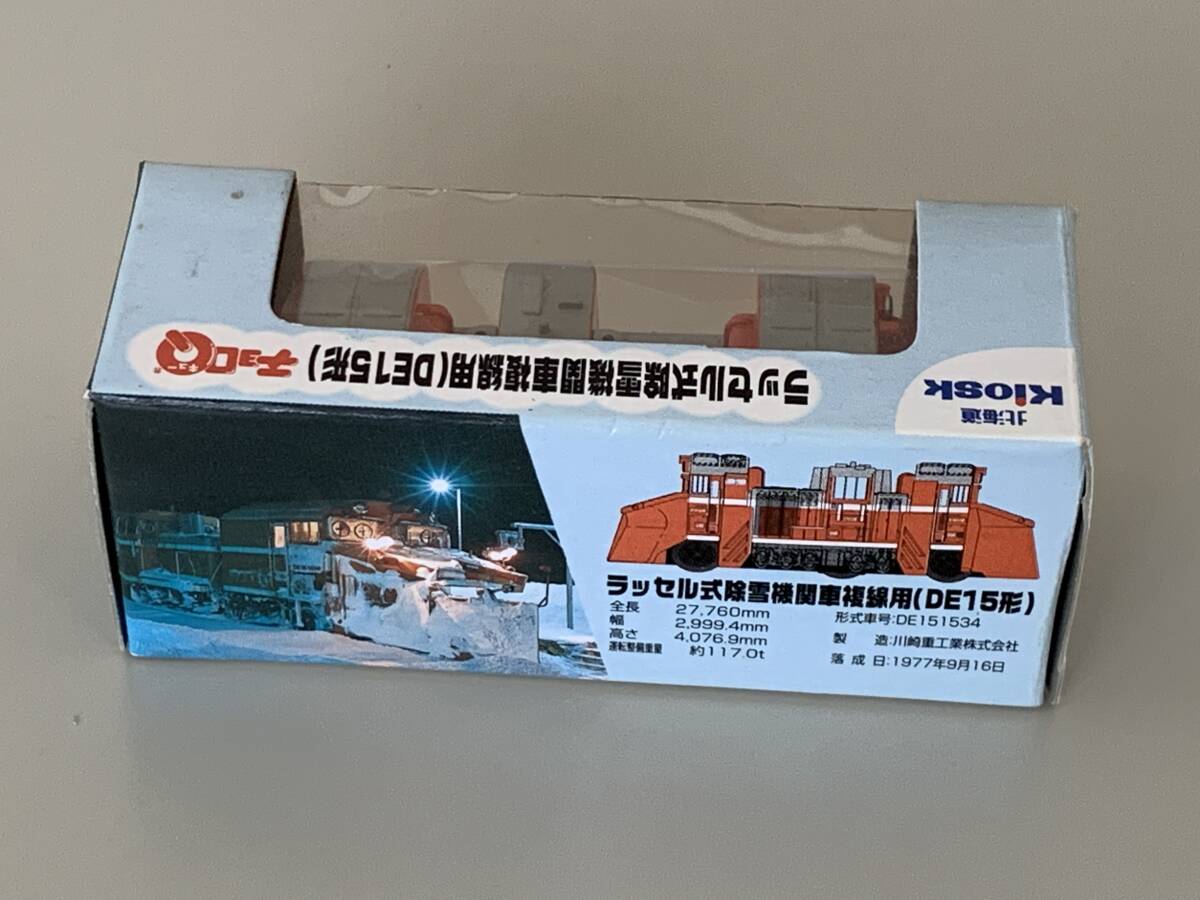 ラッセル式除雪機関車複線用(DE15形)
チョロQ
北海道
Kiosk
ラッセル式除雪機関車複線用(DE15形)
全長 27,760mm
幅 2,999.4mm
高さ 4,076.9mm
運転整備重量 約117.0t
形式車号:DE151534
製造:川崎重工業株式会社
落成日:1977年9月16日